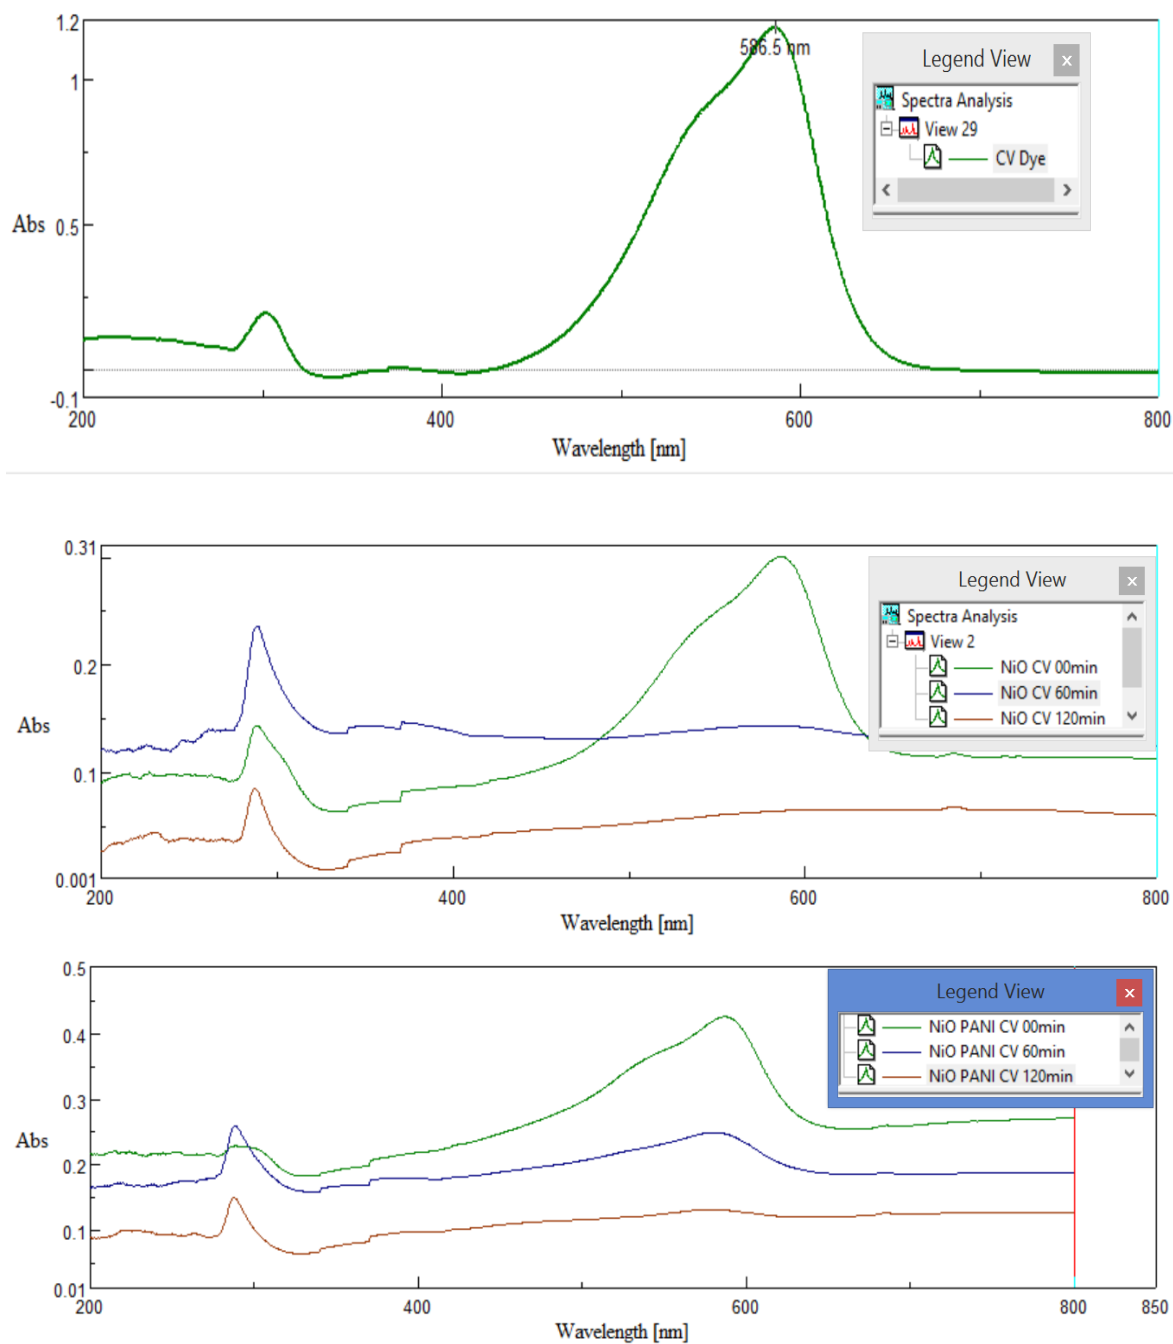 1.2
586.5 nm
1
Abs 0.5
-0.1
200 400 600 800
Wavelength [nm]
Legend View x
Spectra Analysis
View 29
CV Dye
0.31
0.2
Abs
0.1
0.001
200 400 600 800
Wavelength [nm]
Legend View x
Spectra Analysis
View 2
NiO CV 00min
NiO CV 60min
NiO CV 120min
0.5
0.4
0.3
Abs
0.2
0.1
0.01
200 400 600 800 850
Wavelength [nm]
Legend View x
NiO PANI CV 00min
NiO PANI CV 60min
NiO PANI CV 120min